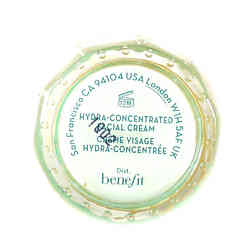 San Francisco CA 94104 USA London W1H 5AF UK
HYDRA-CONCENTRATED
FACIAL CREAM
CRÈME VISAGE
HYDRA-CONCENTRÉE
Dist.
benefit